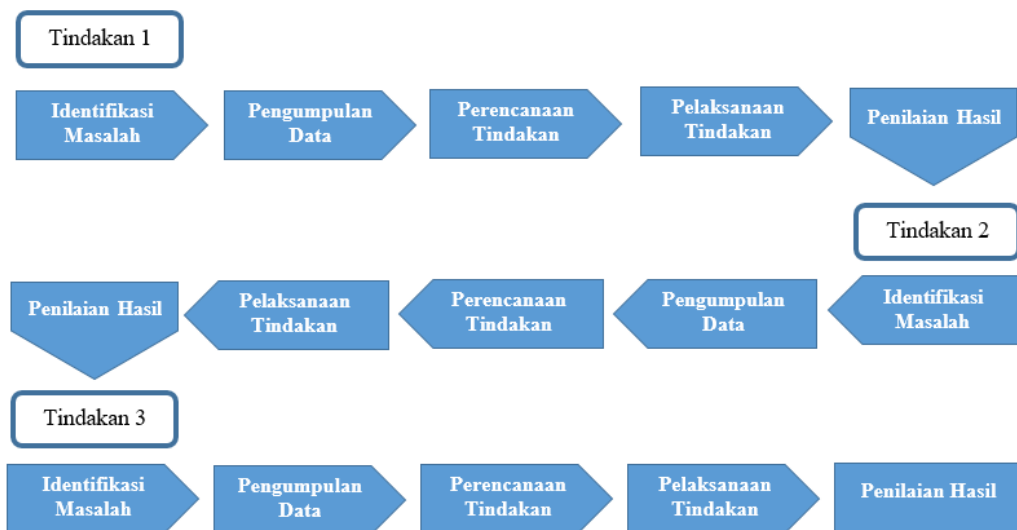 Tindakan 1
Identifikasi
Masalah
Pengumpulan
Data
Perencanaan
Tindakan
Pelaksanaan
Tindakan
Penilaian Hasil
Tindakan 2
Identifikasi
Masalah
Pengumpulan
Data
Perencanaan
Tindakan
Pelaksanaan
Tindakan
Penilaian Hasil
Tindakan 3
Identifikasi
Masalah
Pengumpulan
Data
Perencanaan
Tindakan
Pelaksanaan
Tindakan
Penilaian Hasil